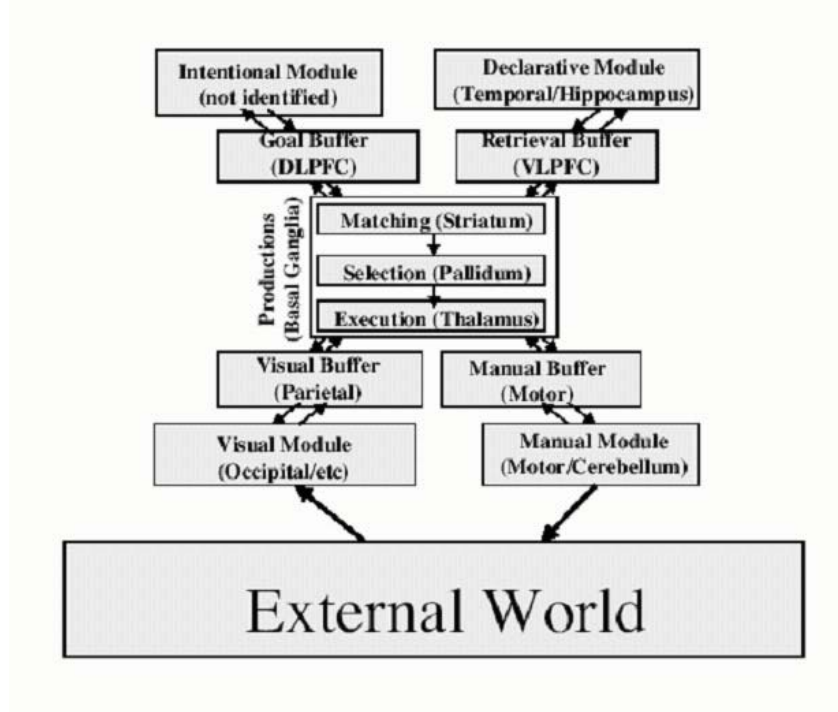 Intentional Module
(not identified)
Declarative Module
(Temporal/Hippocampus)
Goal Buffer
(DLPFC)
Retrieval Buffer
(VLPFC)
Productions
(Basal Ganglia)
Matching (Striatum)
Selection (Pallidum)
Execution (Thalamus)
Visual Buffer
(Parietal)
Manual Buffer
(Motor)
Visual Module
(Occipital/etc)
Manual Module
(Motor/Cerebellum)
External World